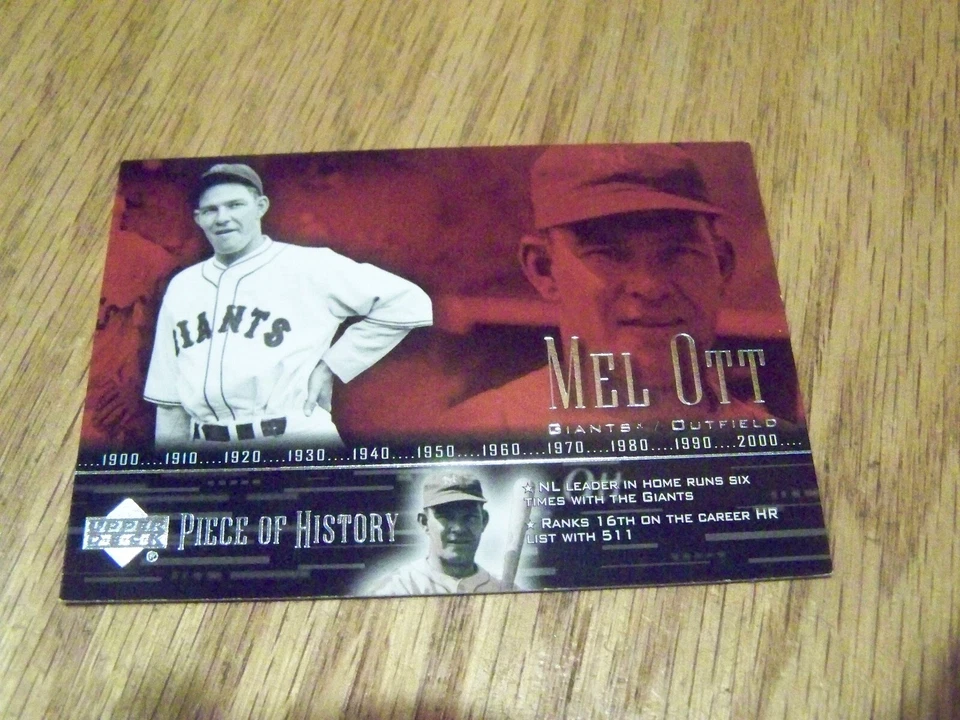 GIANTS
MEL OTT
GIANTS / OUTFIELD
....1900....1910....1920....1930....1940....1950....1960....1970....1980....1990....2000....
UPPER DECK ® PIECE OF HISTORY
★ NL LEADER IN HOME RUNS SIX
TIMES WITH THE GIANTS
★ RANKS 16TH ON THE CAREER HR
LIST WITH 511